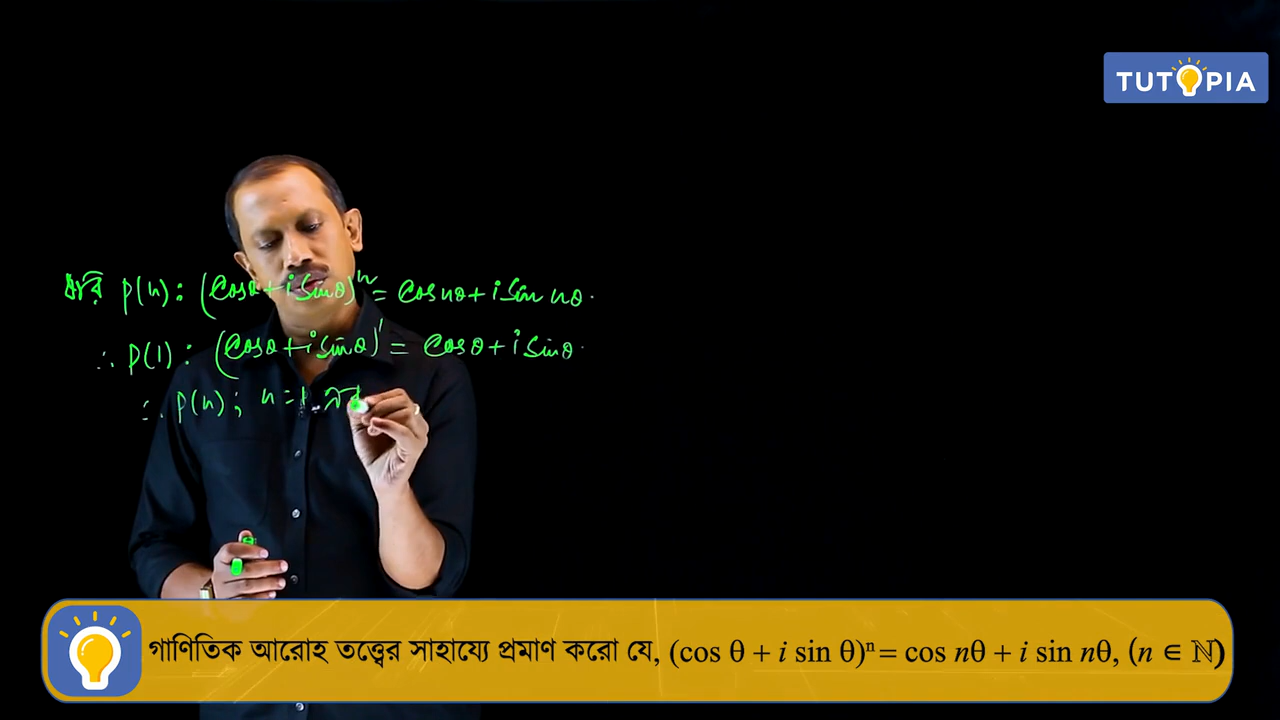 TUTOPIA
ধরি P(n): (cosθ + i sinθ)ⁿ = cos nθ + i sin nθ.
∴ P(1): (cosθ + i sinθ)¹ = cosθ + i sinθ.
∴ P(n); n = 1.
গাণিতিক আরোহ তত্ত্বের সাহায্যে প্রমাণ করো যে, (cos θ + i sin θ)ⁿ = cos nθ + i sin nθ, (n ∈ ℕ)